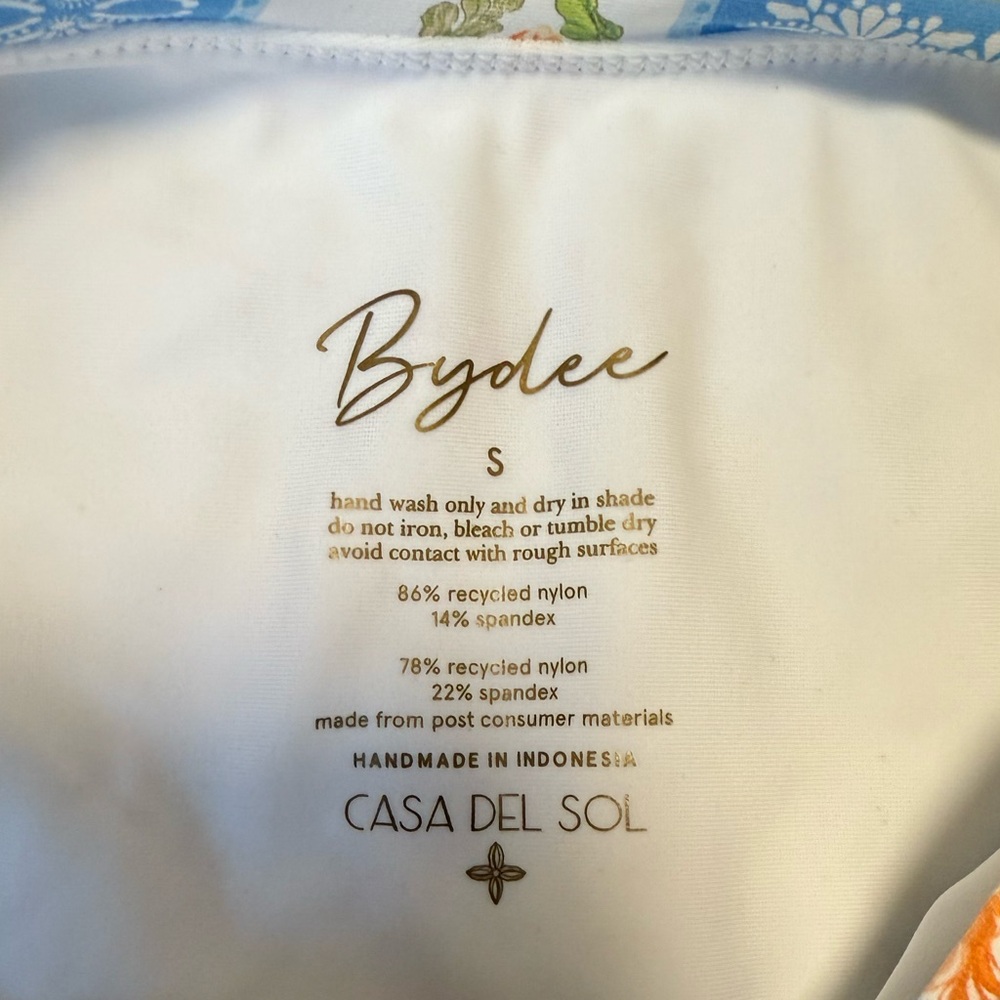 Bydee
S
hand wash only and dry in shade
do not iron, bleach or tumble dry
avoid contact with rough surfaces
86% recycled nylon
14% spandex
78% recycled nylon
22% spandex
made from post consumer materials
HANDMADE IN INDONESIA
CASA DEL SOL